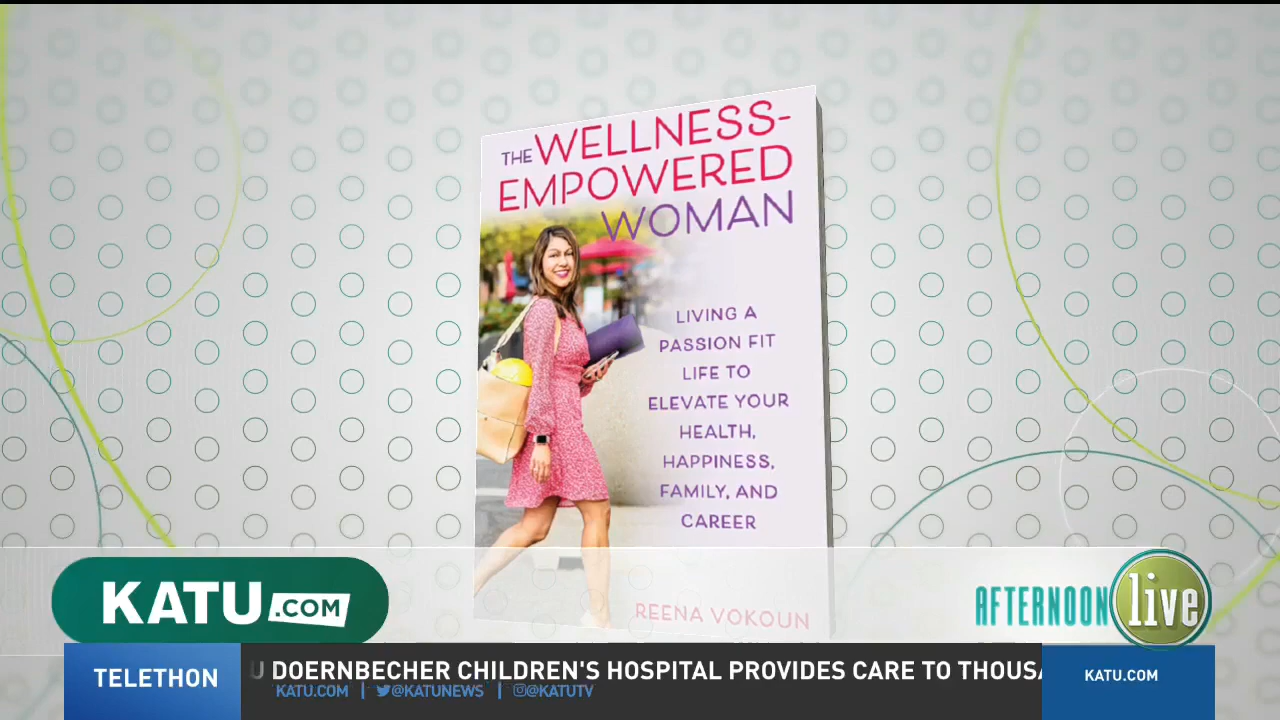 THE WELLNESS-
EMPOWERED
WOMAN
LIVING A
PASSION FIT
LIFE TO
ELEVATE YOUR
HEALTH,
HAPPINESS,
FAMILY, AND
CAREER
REENA VOKOUN
KATU.COM
AFTERNOON live
TELETHON
U DOERNBECHER CHILDREN'S HOSPITAL PROVIDES CARE TO THOUSA
KATU.COM | @KATUNEWS | @KATUTV
KATU.COM